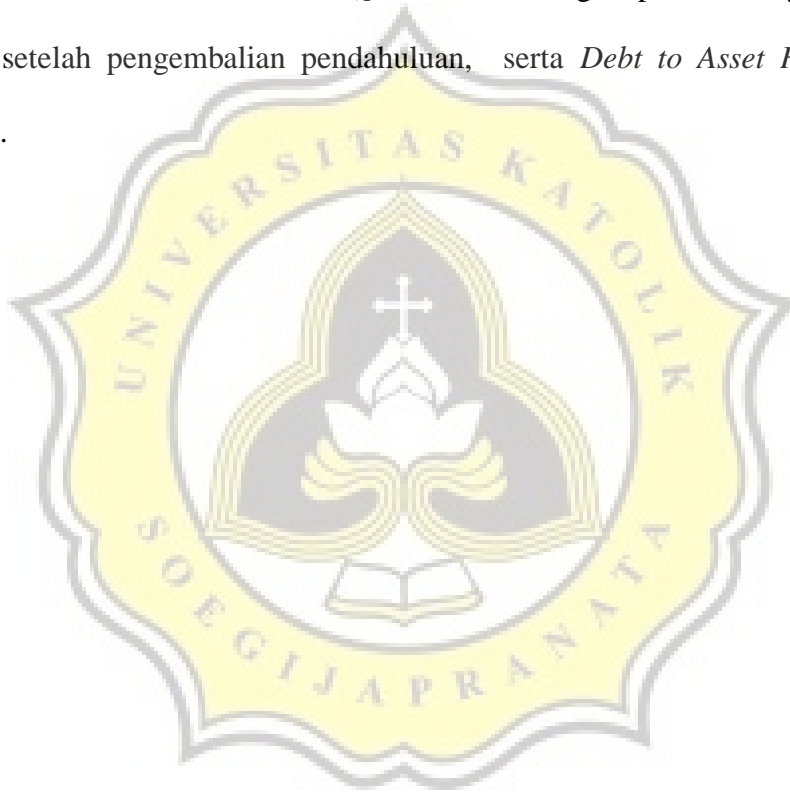 setelah pengembalian pendahuluan, serta Debt to Asset
.
UNIVERSITAS KATOLIK
SOEGIJAPRANATA